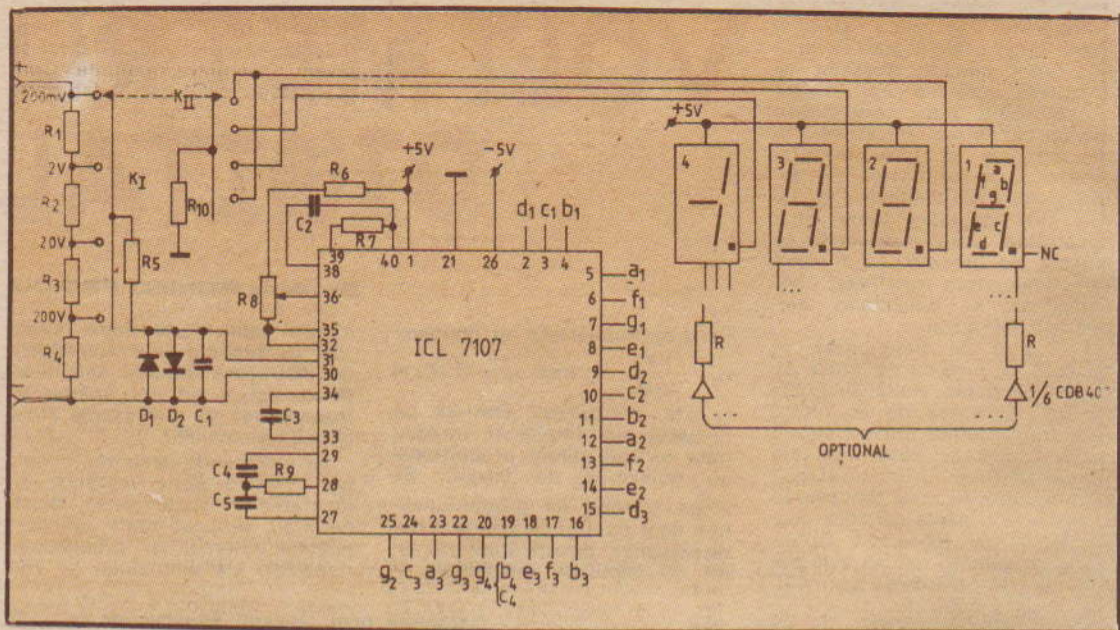 +
200mV
R1
2V
R2
20V
R3
200V
R4
−
KI
KII
R5
R10
D1
D2
C1
R6
C2
R7
R8
C3
C4
C5
R9
+5V
-5V
39
38
40
1
21
26
2
3
4
d1 c1 b1
36
35
32
31
30
34
33
29
28
27
ICL 7107
5 a1
6 f1
7 g1
8 e1
9 d2
10 c2
11 b2
12 a2
13 f2
14 e2
15 d3
25 24 23 22 20 19 18 17 16
g2 c3 a3 g3 g4 b4 e3 f3 b3
c4
+5V
4
3
2
1
a
f b
g
e c
d
NC
...
...
R
R
1/6
...
...
OPTIONAL